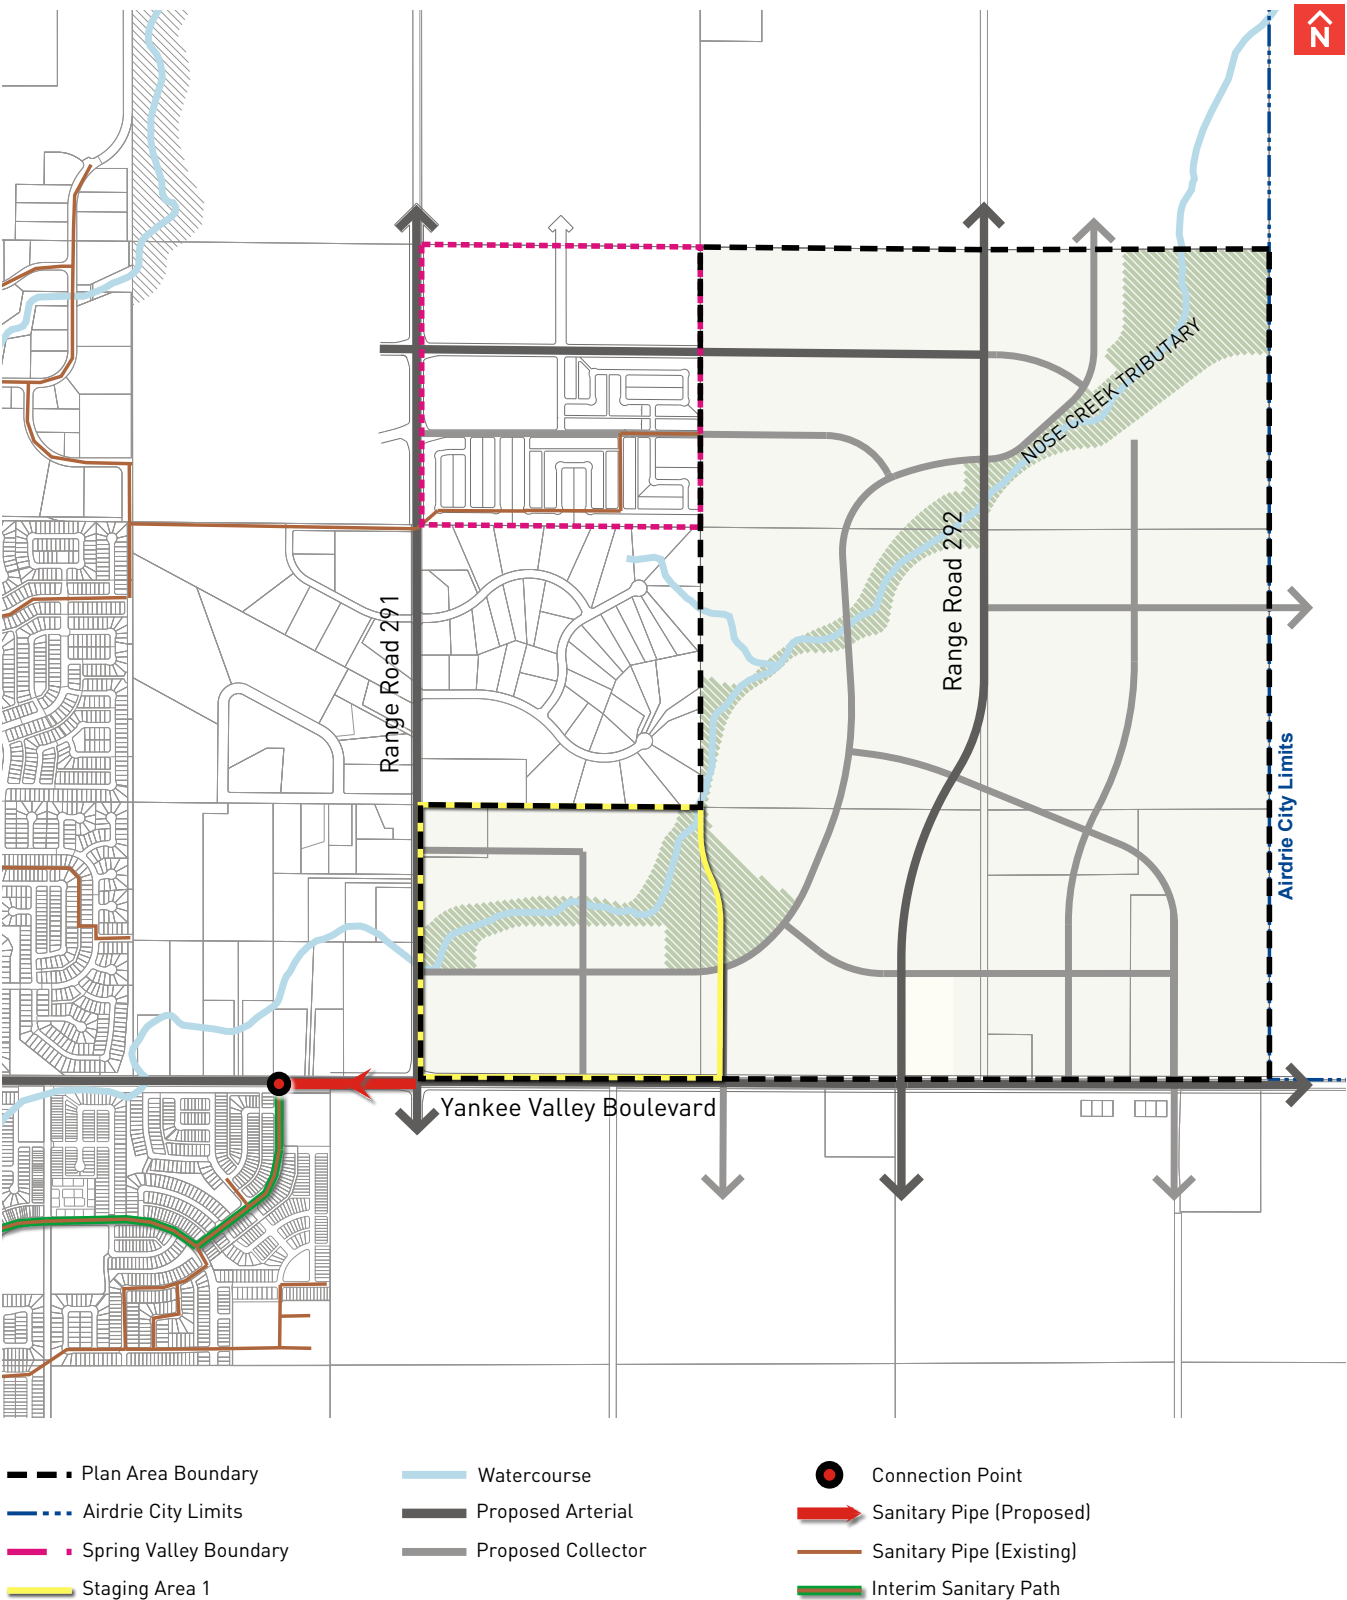 N
NOSE CREEK TRIBUTARY
Range Road 292
Range Road 291
Airdrie City Limits
Yankee Valley Boulevard
Plan Area Boundary
Airdrie City Limits
Spring Valley Boundary
Staging Area 1
Watercourse
Proposed Arterial
Proposed Collector
Connection Point
Sanitary Pipe (Proposed)
Sanitary Pipe (Existing)
Interim Sanitary Path